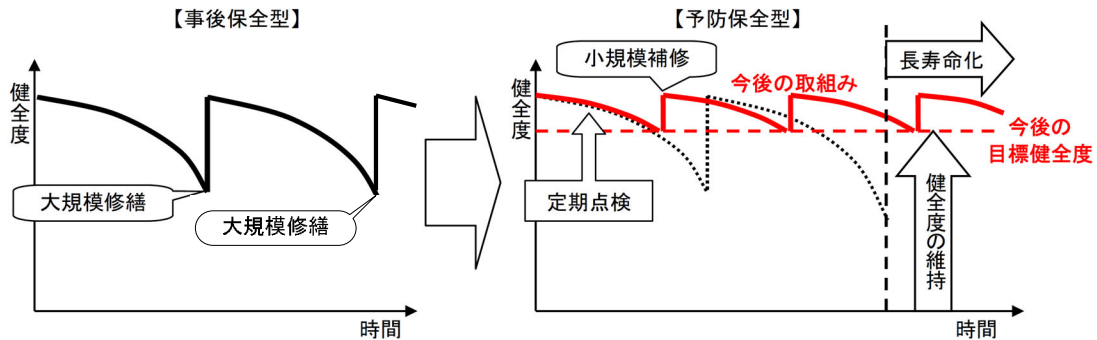 【事後保全型】
健全度
大規模修繕
大規模修繕
時間
【予防保全型】
健全度
小規模補修
今後の取組み
長寿命化
今後の
目標健全度
定期点検
健全度の維持
時間